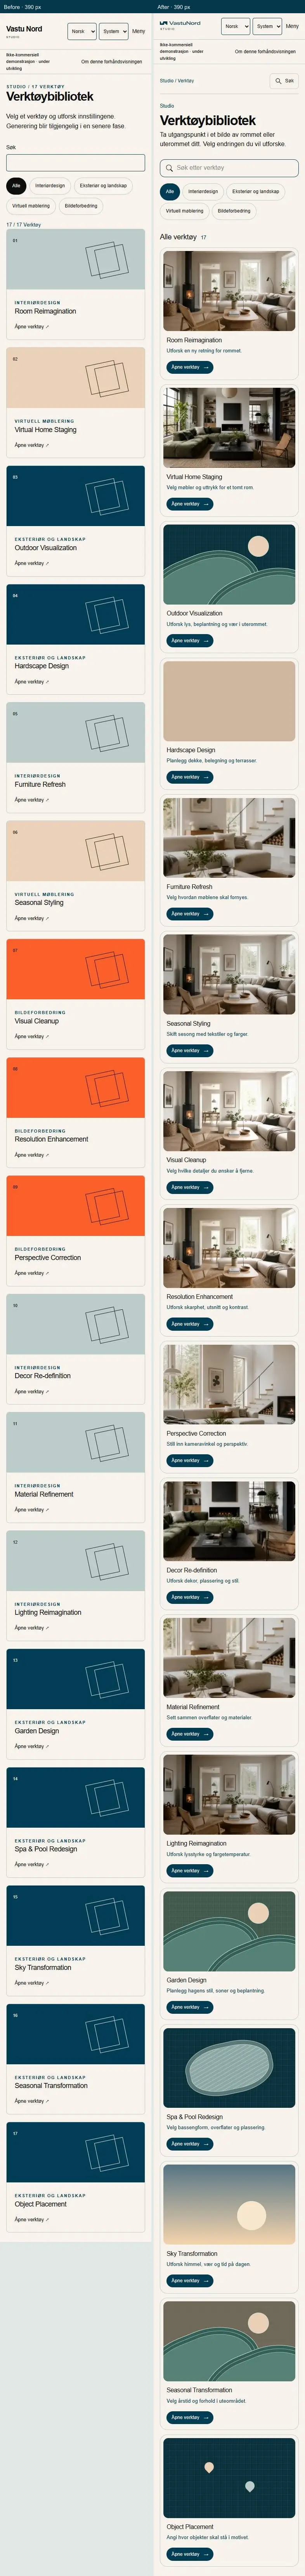 Before · 390 px
Vastu Nord
STUDIO
Norsk
System
Meny
Ikke-kommersiell
demonstrasjon · under
utvikling
Om denne forhåndsvisningen
STUDIO / 17 VERKTØY
Verktøybibliotek
Velg et verktøy og utforsk innstillingene.
Generering blir tilgjengelig i en senere fase.
Søk
Alle
Interiørdesign
Eksteriør og landskap
Virtuell møblering
Bildeforbedring
17 / 17 Verktøy
01
INTERIØRDESIGN
Room Reimagination
Åpne verktøy ↗
02
VIRTUELL MØBLERING
Virtual Home Staging
Åpne verktøy ↗
03
EKSTERIØR OG LANDSKAP
Outdoor Visualization
Åpne verktøy ↗
04
EKSTERIØR OG LANDSKAP
Hardscape Design
Åpne verktøy ↗
05
INTERIØRDESIGN
Furniture Refresh
Åpne verktøy ↗
06
VIRTUELL MØBLERING
Seasonal Styling
Åpne verktøy ↗
07
BILDEFORBEDRING
Visual Cleanup
Åpne verktøy ↗
08
BILDEFORBEDRING
Resolution Enhancement
Åpne verktøy ↗
09
BILDEFORBEDRING
Perspective Correction
Åpne verktøy ↗
10
INTERIØRDESIGN
Decor Re-definition
Åpne verktøy ↗
11
INTERIØRDESIGN
Material Refinement
Åpne verktøy ↗
12
INTERIØRDESIGN
Lighting Reimagination
Åpne verktøy ↗
13
EKSTERIØR OG LANDSKAP
Garden Design
Åpne verktøy ↗
14
EKSTERIØR OG LANDSKAP
Spa & Pool Redesign
Åpne verktøy ↗
15
EKSTERIØR OG LANDSKAP
Sky Transformation
Åpne verktøy ↗
16
EKSTERIØR OG LANDSKAP
Seasonal Transformation
Åpne verktøy ↗
17
EKSTERIØR OG LANDSKAP
Object Placement
Åpne verktøy ↗
After · 390 px
VastuNord
STUDIO
Norsk
System
Meny
Ikke-kommersiell
demonstrasjon · under
utvikling
Om denne forhåndsvisningen
Studio / Verktøy
Søk
Studio
Verktøybibliotek
Ta utgangspunkt i et bilde av rommet eller
uterommet ditt. Velg endringen du vil utforske.
Søk etter verktøy
Alle
Interiørdesign
Eksteriør og landskap
Virtuell møblering
Bildeforbedring
Alle verktøy 17
Room Reimagination
Utforsk en ny retning for rommet.
Åpne verktøy →
Virtual Home Staging
Velg møbler og uttrykk for et tomt rom.
Åpne verktøy →
Outdoor Visualization
Utforsk lys, beplantning og vær i uterommet.
Åpne verktøy →
Hardscape Design
Planlegg dekke, belegning og terrasser.
Åpne verktøy →
Furniture Refresh
Velg hvordan møblene skal fornyes.
Åpne verktøy →
Seasonal Styling
Skift sesong med tekstiler og farger.
Åpne verktøy →
Visual Cleanup
Velg hvilke detaljer du ønsker å fjerne.
Åpne verktøy →
Resolution Enhancement
Utforsk skarphet, utsnitt og kontrast.
Åpne verktøy →
Perspective Correction
Still inn kameravinkel og perspektiv.
Åpne verktøy →
Decor Re-definition
Utforsk dekor, plassering og stil.
Åpne verktøy →
Material Refinement
Sett sammen overflater og materialer.
Åpne verktøy →
Lighting Reimagination
Utforsk lysstyrke og fargetemperatur.
Åpne verktøy →
Garden Design
Planlegg hagens stil, soner og beplantning.
Åpne verktøy →
Spa & Pool Redesign
Velg bassengform, overflater og plassering.
Åpne verktøy →
Sky Transformation
Utforsk himmel, vær og tid på dagen.
Åpne verktøy →
Seasonal Transformation
Velg årstid og forhold i uteområdet.
Åpne verktøy →
Object Placement
Angi hvor objekter skal stå i motivet.
Åpne verktøy →